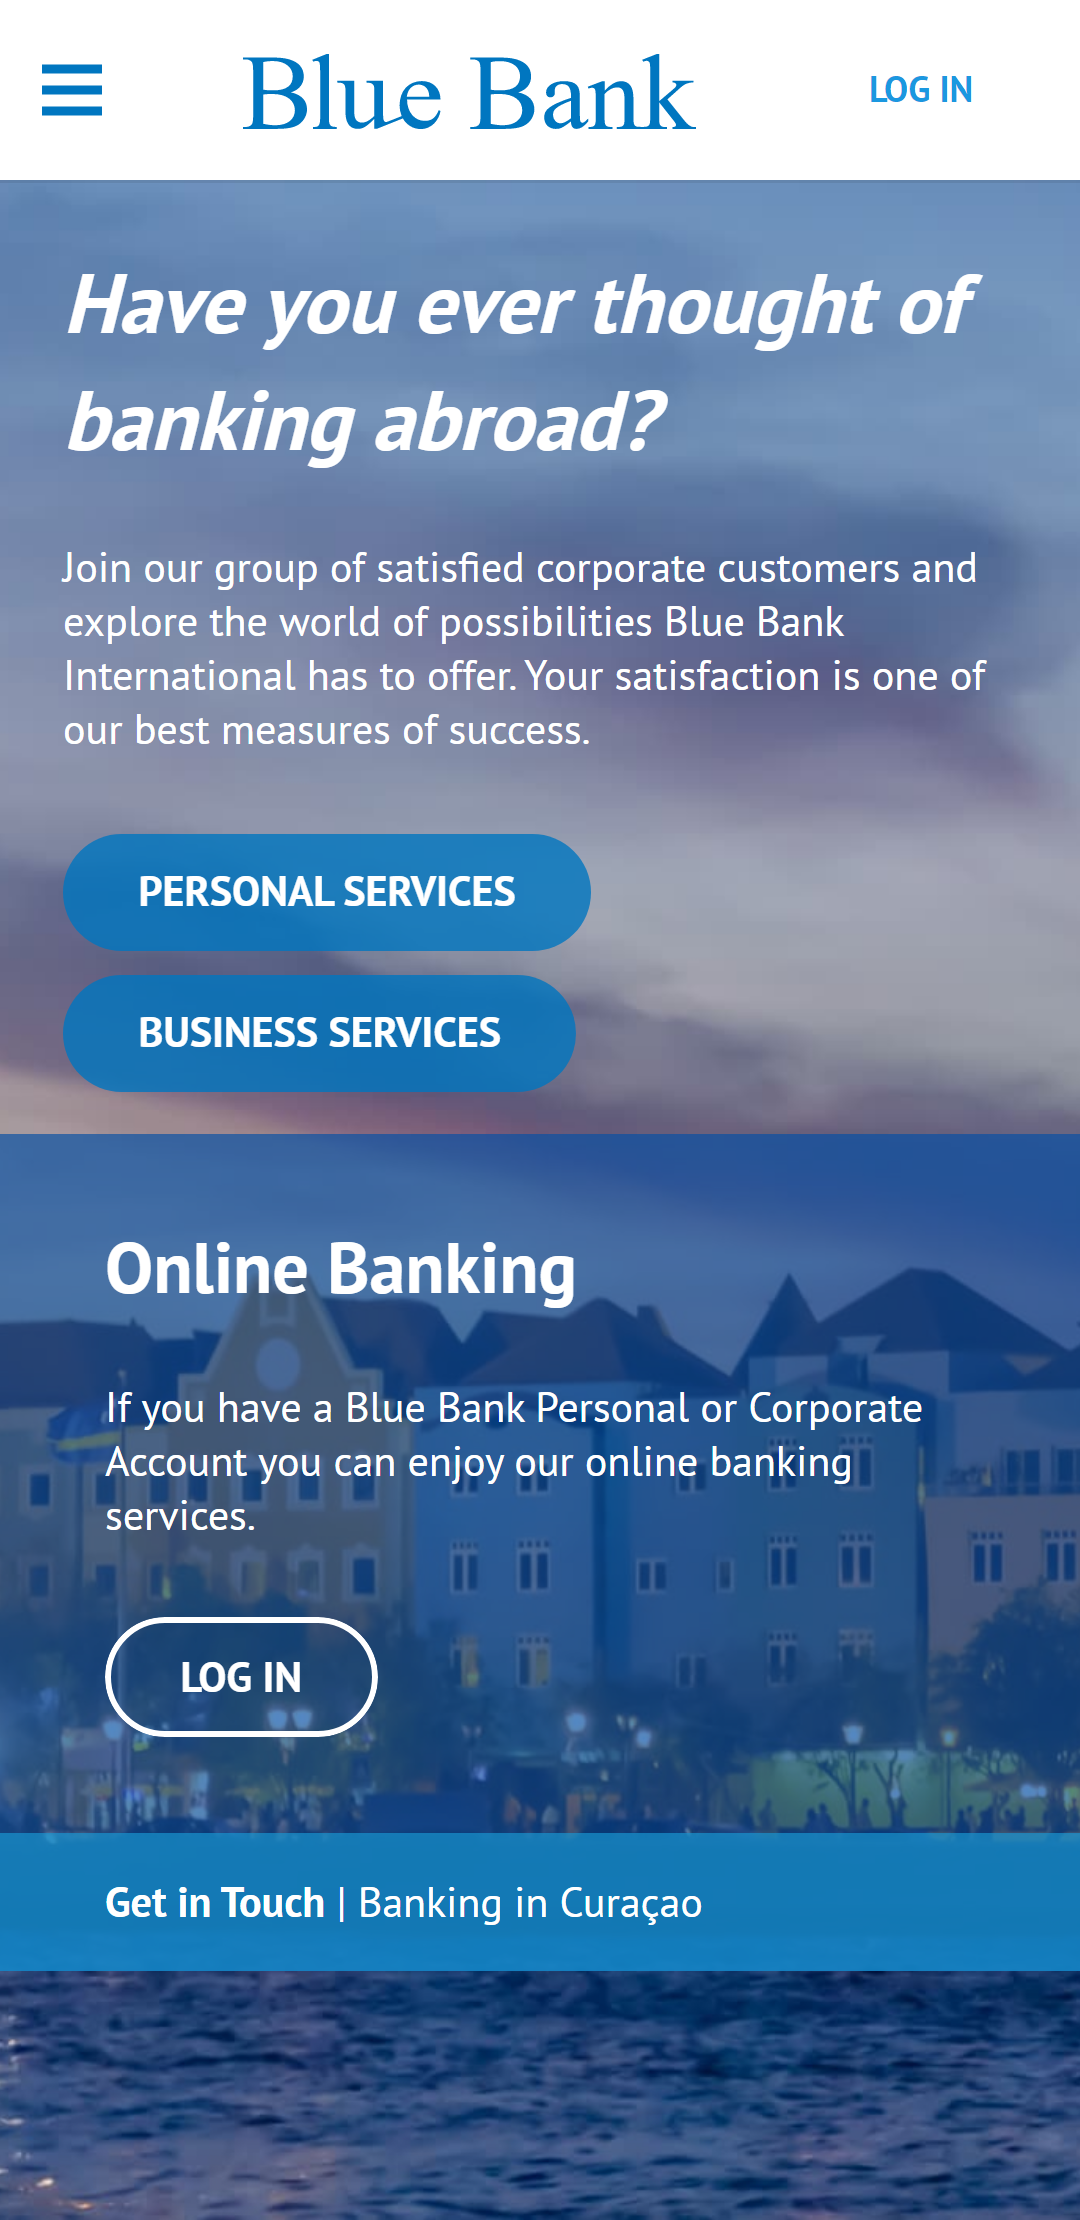 Blue Bank
LOG IN
Have you ever thought of
banking abroad?
Join our group of satisfied corporate customers and
explore the world of possibilities Blue Bank
International has to offer. Your satisfaction is one of
our best measures of success.
PERSONAL SERVICES
BUSINESS SERVICES
Online Banking
If you have a Blue Bank Personal or Corporate
Account you can enjoy our online banking
services.
LOG IN
Get in Touch | Banking in Curaçao